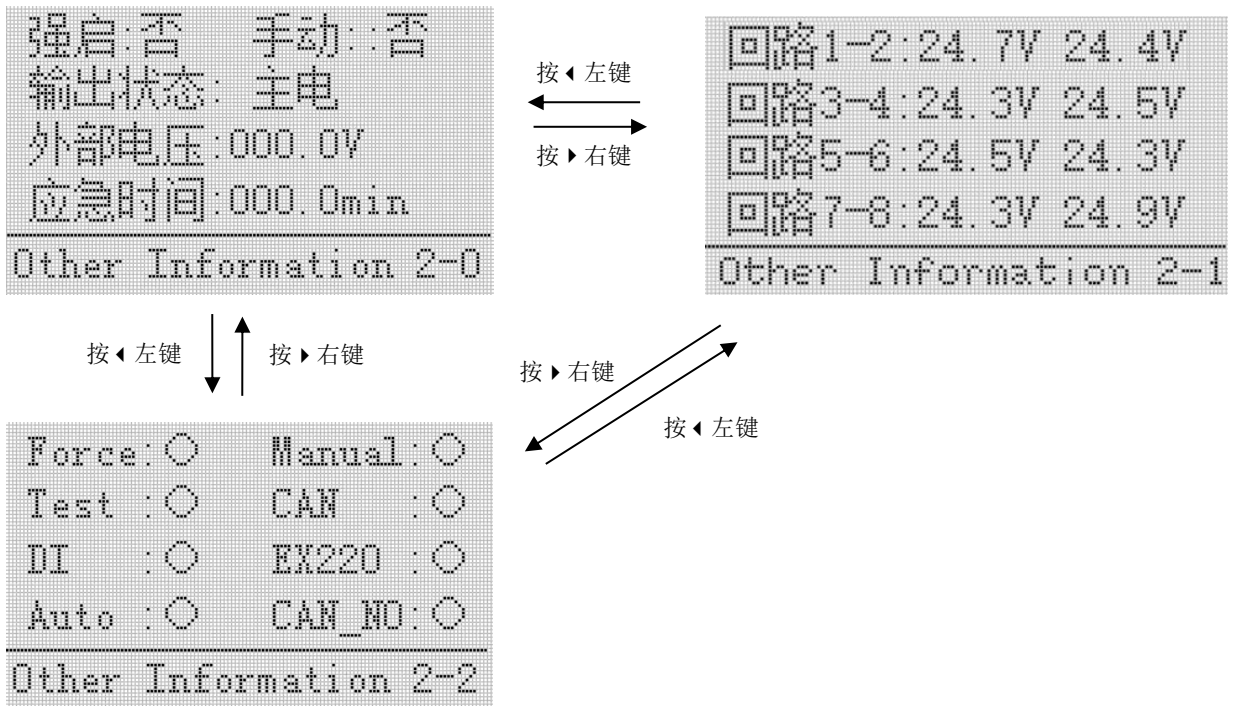 强启:否 手动::否
输出状态: 主电
外部电压:000.0V
应急时间:000.0min
Other Information 2-0
按◀左键
按▶右键
回路1-2:24.7V 24.4V
回路3-4:24.3V 24.5V
回路5-6:24.5V 24.3V
回路7-8:24.3V 24.9V
Other Information 2-1
按◀左键
按▶右键
按▶右键
按◀左键
Force:○ Manual:○
Test :○ CAN :○
DI :○ EX220 :○
Auto :○ CAN_NO:○
Other Information 2-2